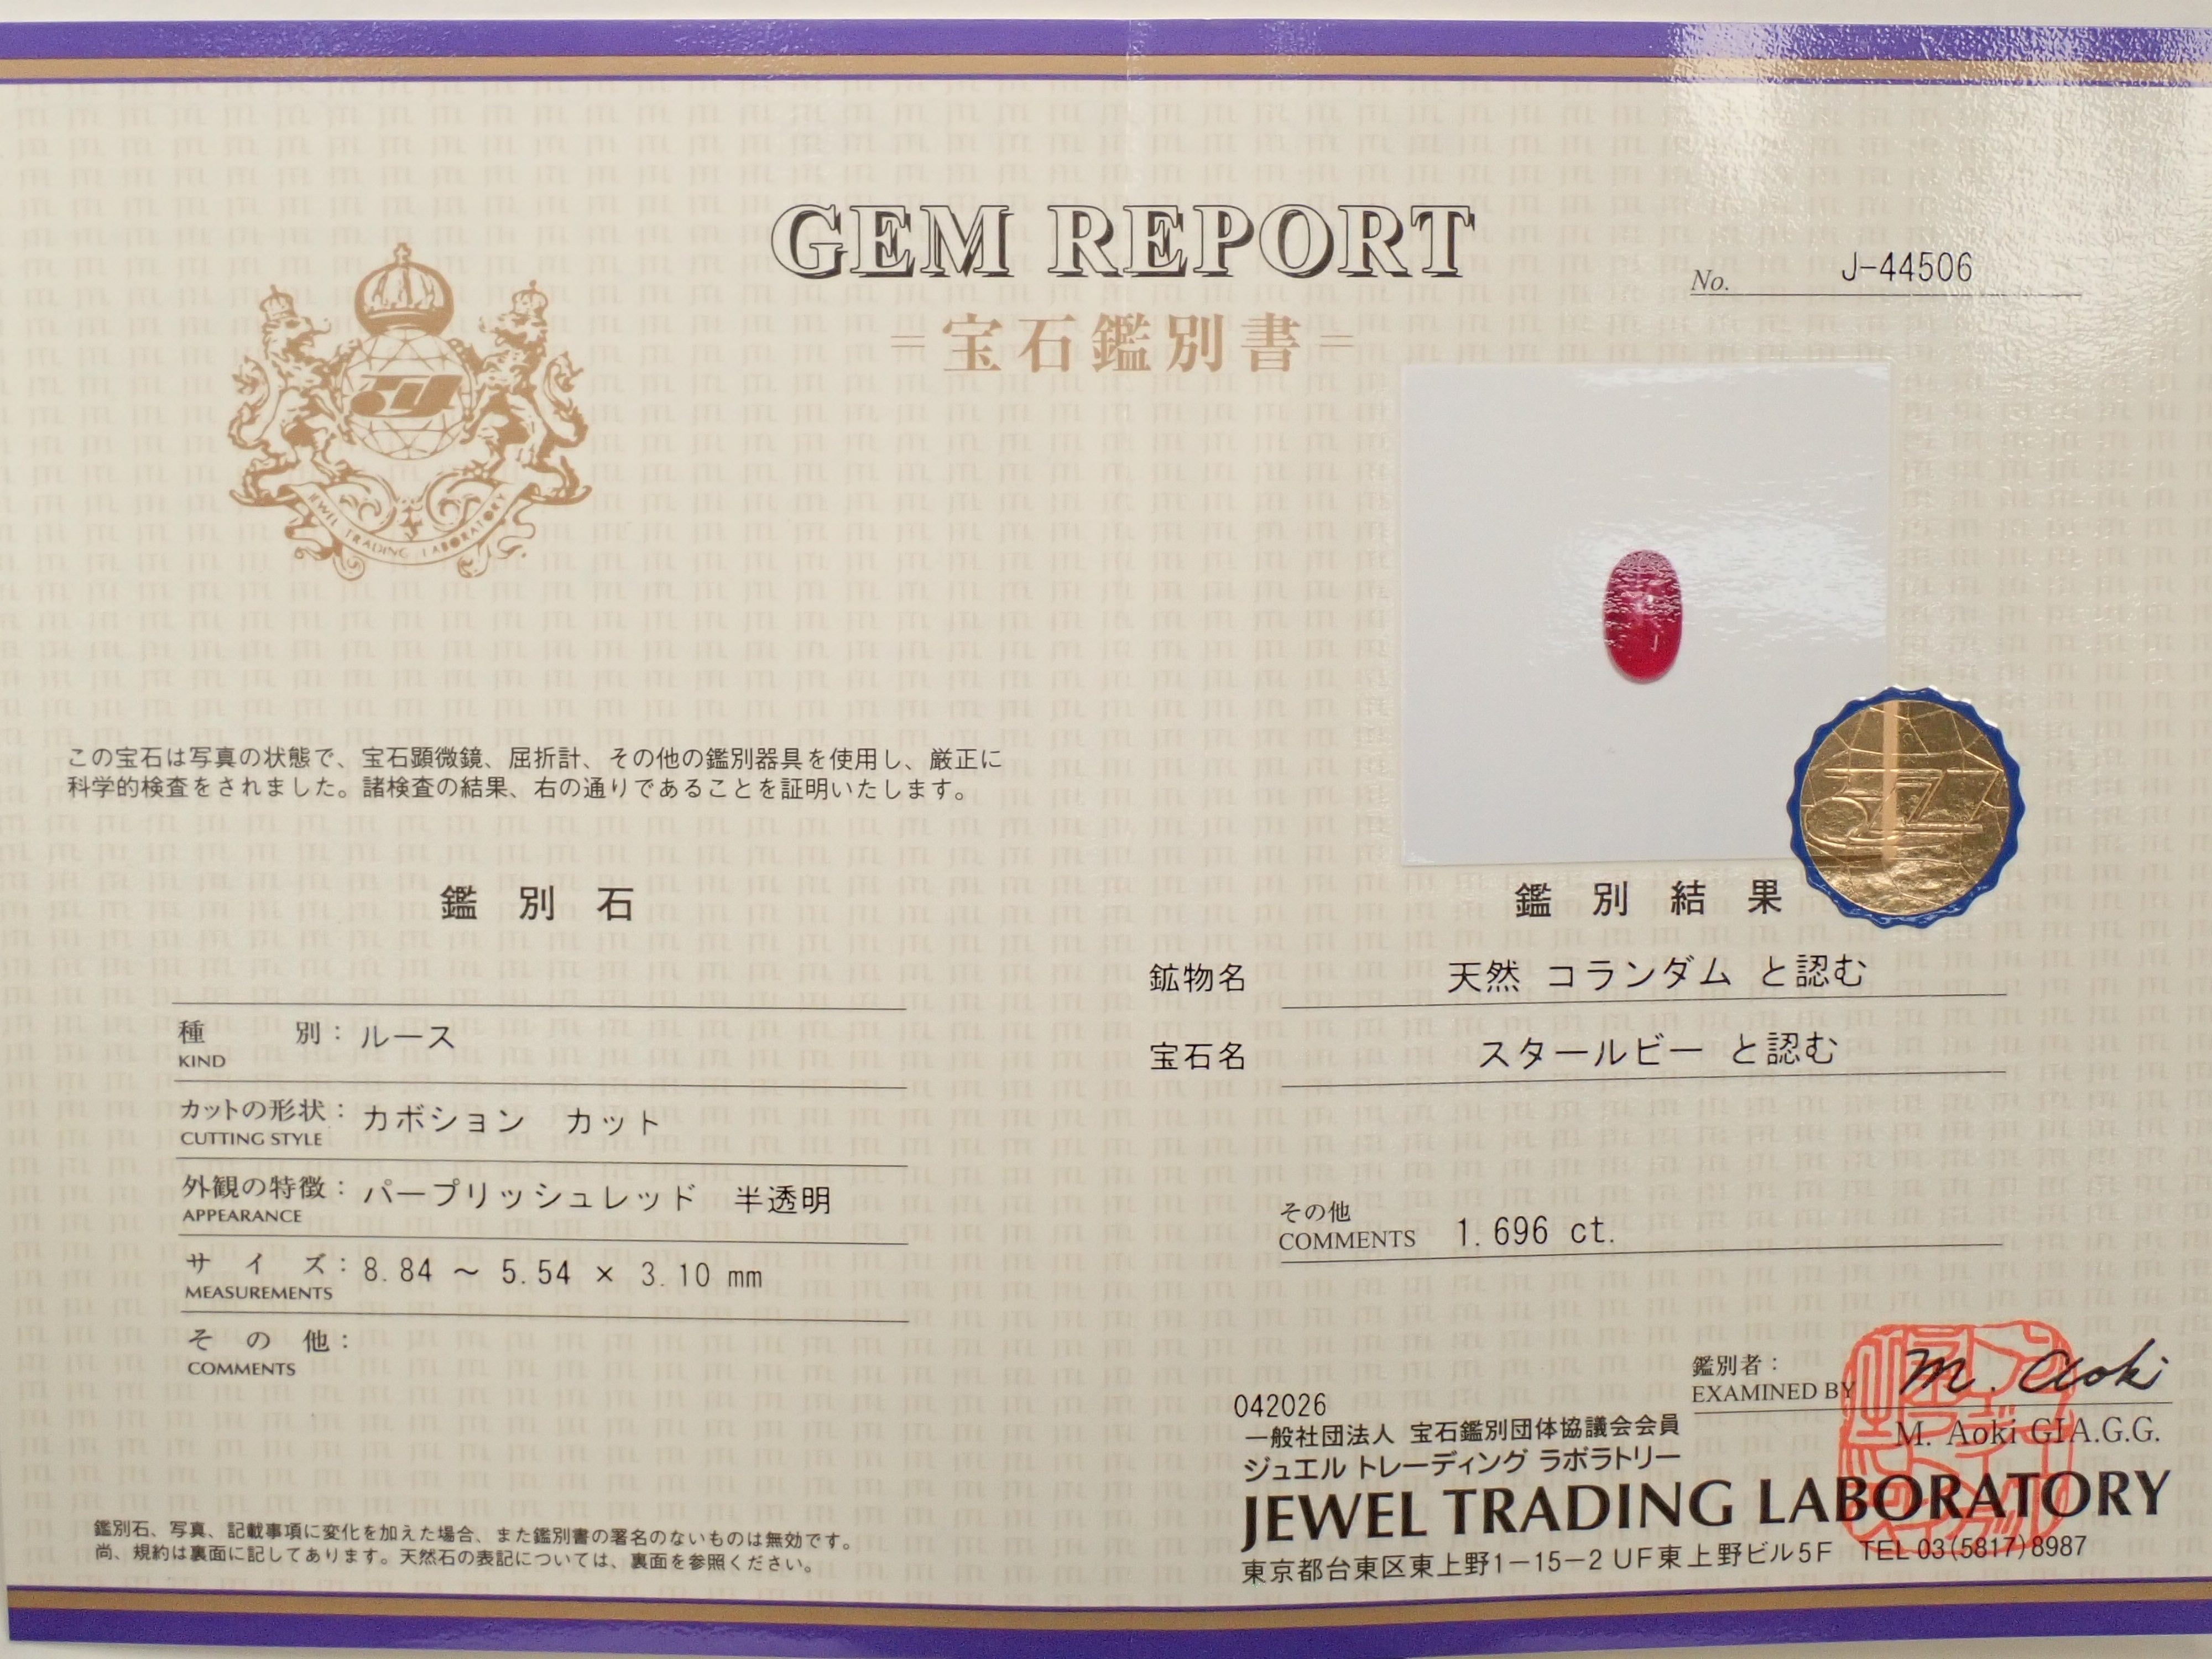 GEM REPORT
=宝石鑑別書=
No. J-44506
JEWEL TRADING LABORATORY
この宝石は写真の状態で、宝石顕微鏡、屈折計、その他の鑑別器具を使用し、厳正に
科学的検査をされました。諸検査の結果、右の通りであることを証明いたします。
鑑別石
種別: ルース
KIND
カットの形状: カボション カット
CUTTING STYLE
外観の特徴: パープリッシュレッド 半透明
APPEARANCE
サイズ: 8.84 ~ 5.54 × 3.10 mm
MEASUREMENTS
その他:
COMMENTS
鑑別石、写真、記載事項に変化を加えた場合、また鑑別書の署名のないものは無効です。
尚、規約は裏面に記してあります。天然石の表記については、裏面を参照ください。
鑑別結果
鉱物名 天然 コランダム と認む
宝石名 スタールビー と認む
その他
COMMENTS 1.696 ct.
鑑別者:
EXAMINED BY M. Aoki
M. Aoki GIA.G.G.
042026
一般社団法人 宝石鑑別団体協議会会員
ジュエル トレーディング ラボラトリー
JEWEL TRADING LABORATORY
東京都台東区東上野1-15-2 UF東上野ビル5F TEL 03(5817)8987